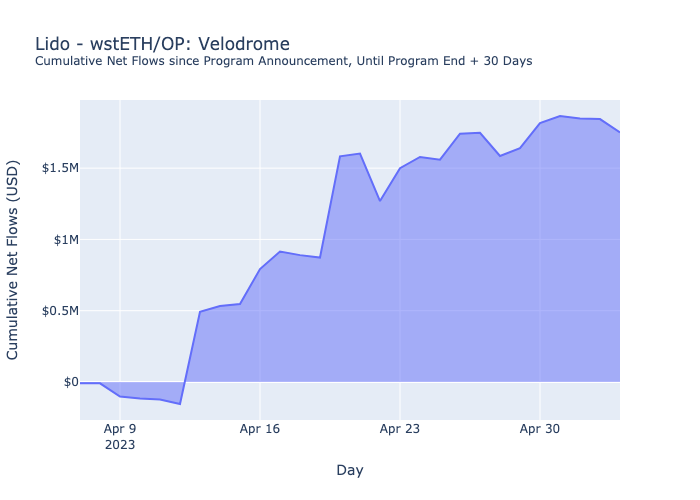 Lido - wstETH/OP: Velodrome
Cumulative Net Flows since Program Announcement, Until Program End + 30 Days
Cumulative Net Flows (USD)
$1.5M
$1M
$0.5M
$0
Apr 9
2023
Apr 16
Apr 23
Apr 30
Day